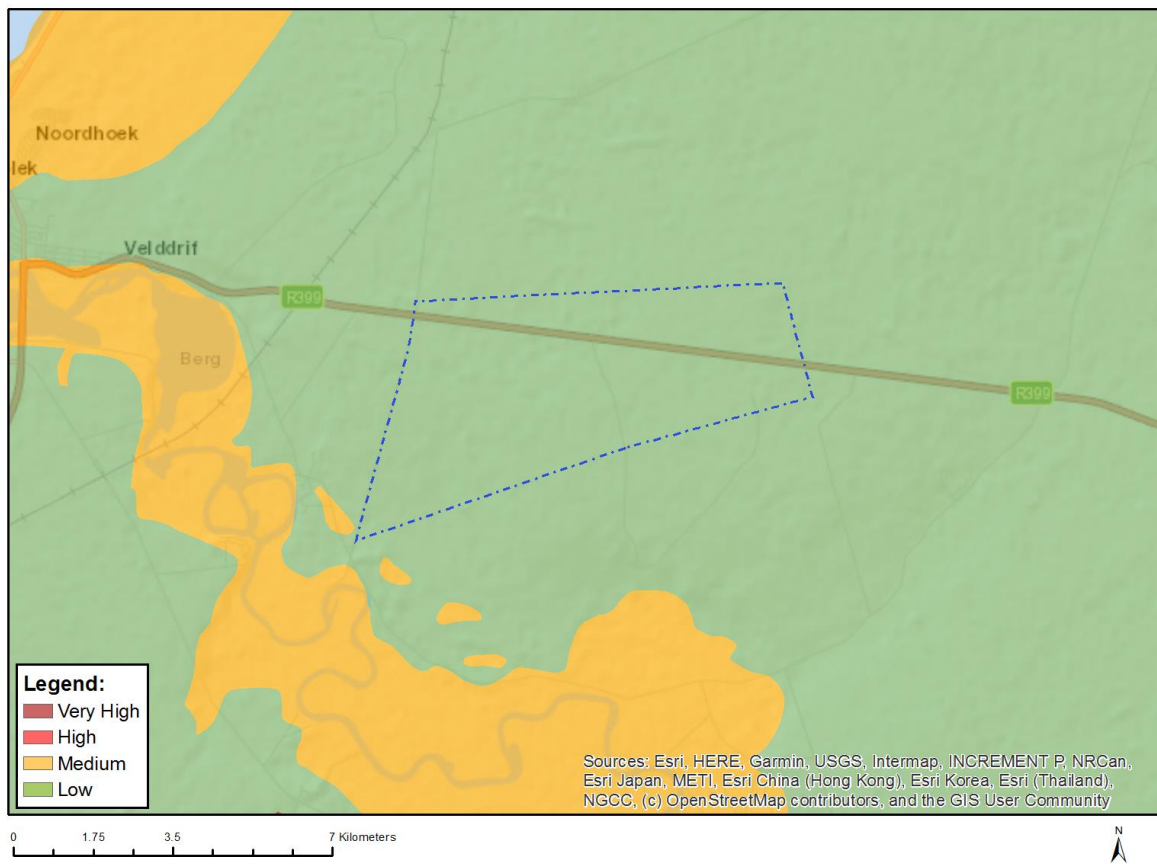 Noordhoek
lek
Velddrif
R399
Berg
R399
Legend:
Very High
High
Medium
Low
Sources: Esri, HERE, Garmin, USGS, Intermap, INCREMENT P, NRCan,
Esri Japan, METI, Esri China (Hong Kong), Esri Korea, Esri (Thailand),
NGCC, (c) OpenStreetMap contributors, and the GIS User Community
0 1.75 3.5 7 Kilometers
N